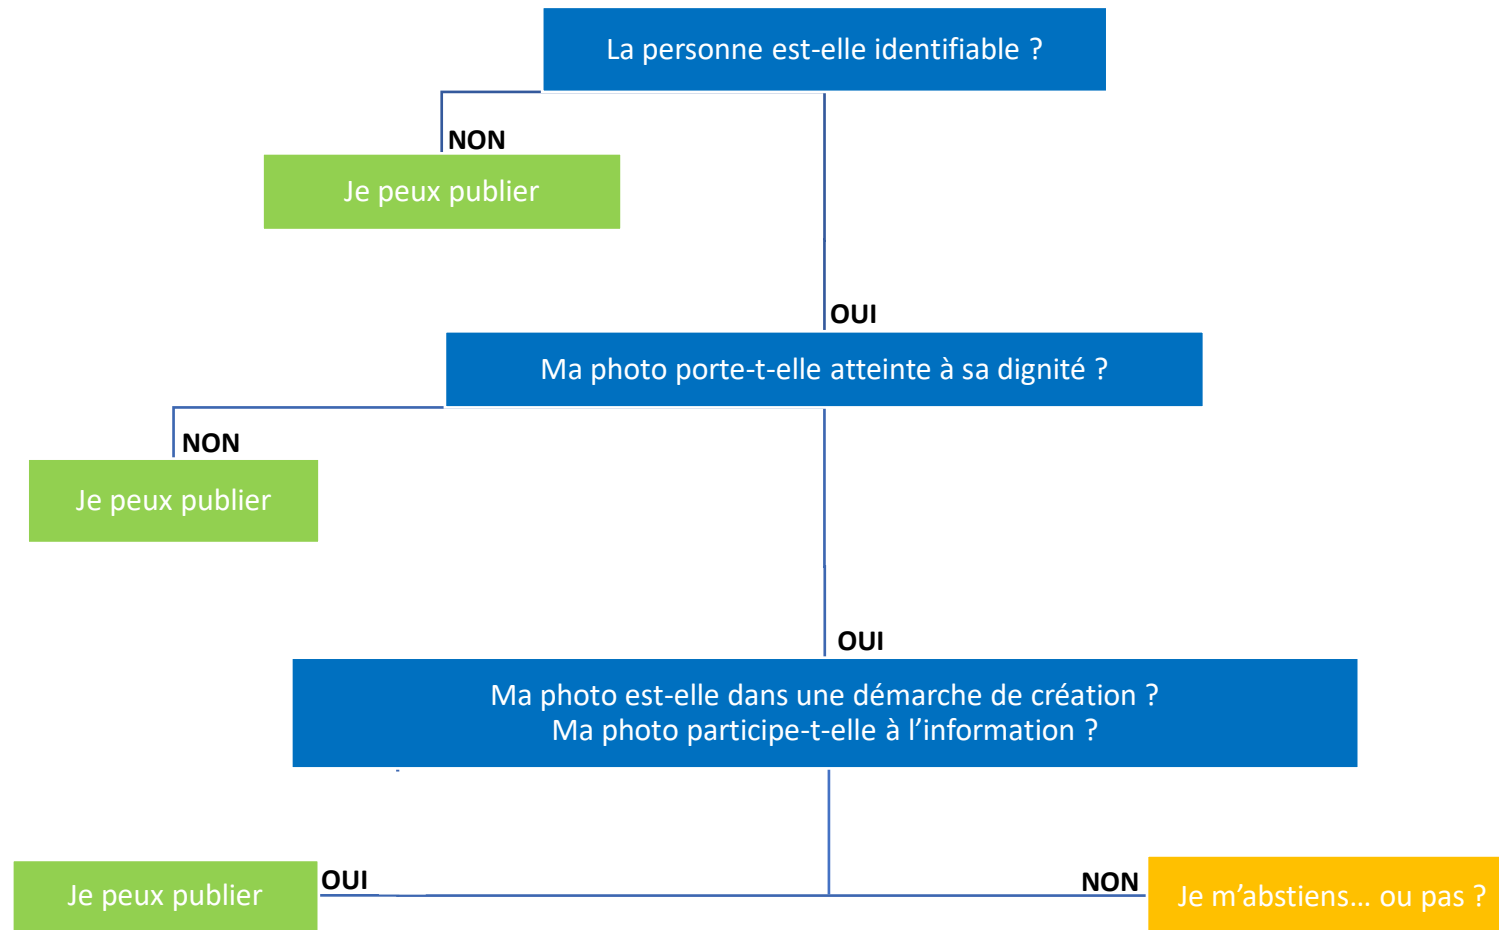 La personne est-elle identifiable ?
NON
Je peux publier
OUI
Ma photo porte-t-elle atteinte à sa dignité ?
NON
Je peux publier
OUI
Ma photo est-elle dans une démarche de création ?
Ma photo participe-t-elle à l’information ?
Je peux publier
OUI
NON
Je m’abstiens… ou pas ?